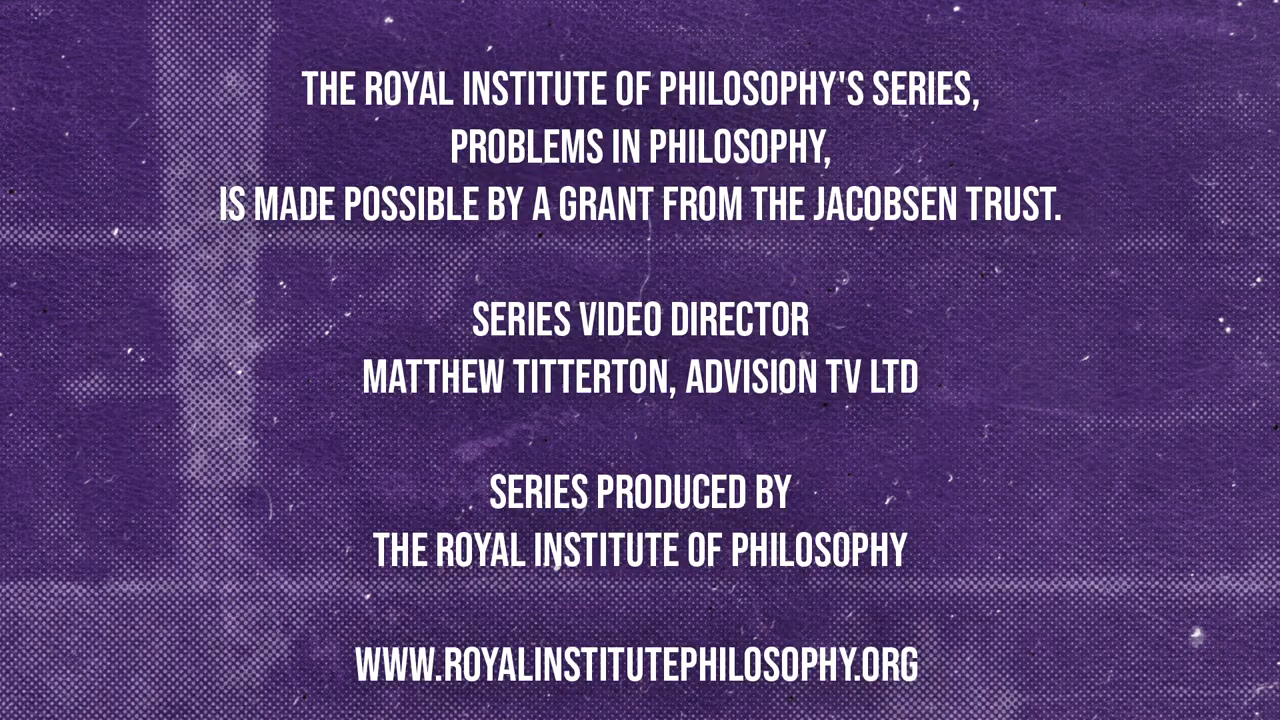 THE ROYAL INSTITUTE OF PHILOSOPHY'S SERIES,
PROBLEMS IN PHILOSOPHY,
IS MADE POSSIBLE BY A GRANT FROM THE JACOBSEN TRUST.
SERIES VIDEO DIRECTOR
MATTHEW TITTERTON, ADVISION TV LTD
SERIES PRODUCED BY
THE ROYAL INSTITUTE OF PHILOSOPHY
WWW.ROYALINSTITUTEPHILOSOPHY.ORG